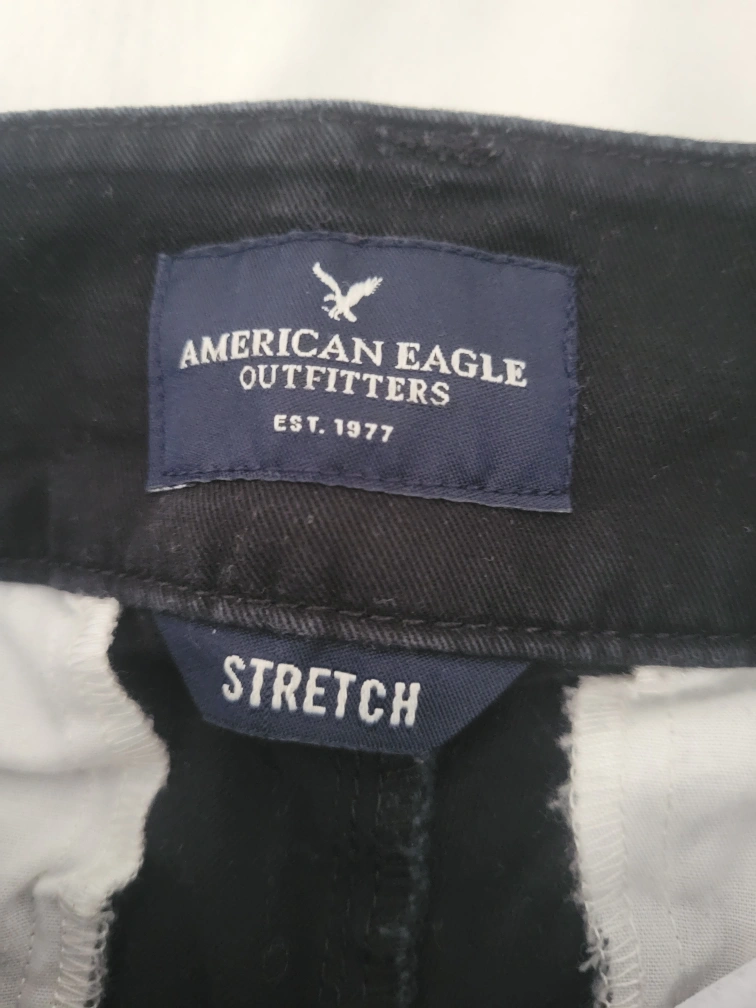 AMERICAN EAGLE
OUTFITTERS
EST. 1977
STRETCH